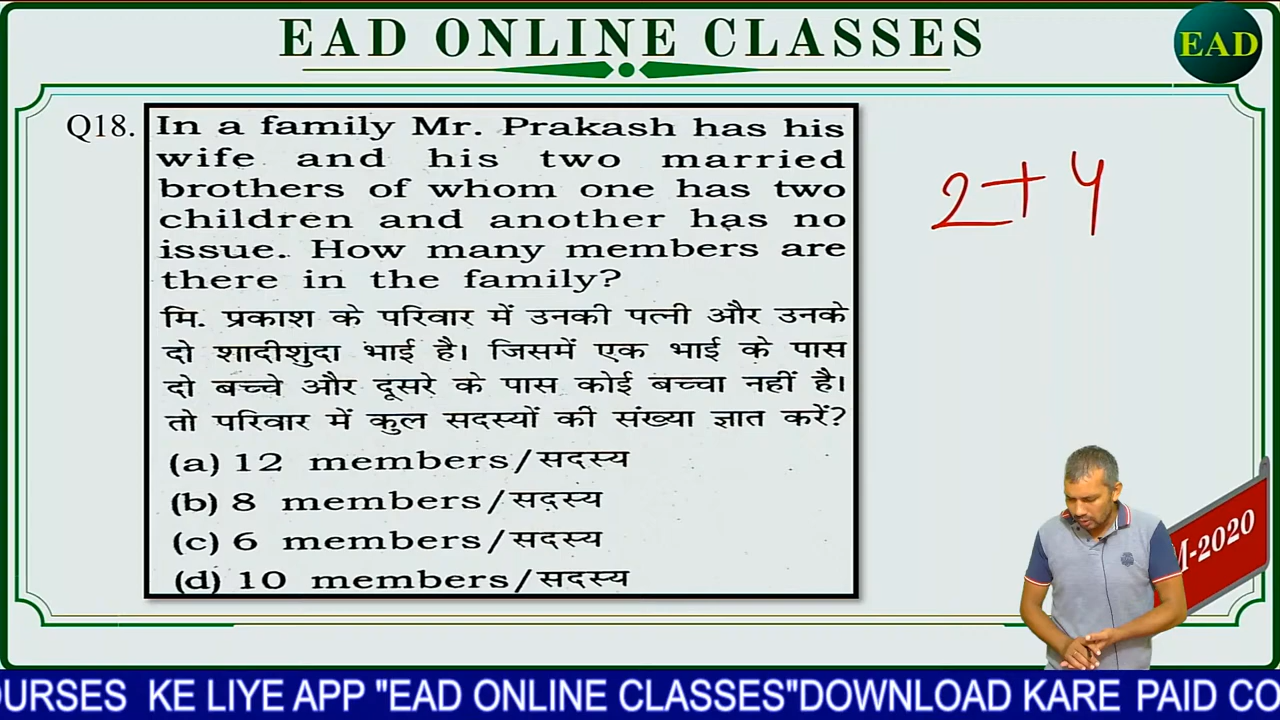 EAD ONLINE CLASSES
EAD
Q18.
In a family Mr. Prakash has his
wife and his two married
brothers of whom one has two
children and another has no
issue. How many members are
there in the family?
मि. प्रकाश के परिवार में उनकी पत्नी और उनके
दो शादीशुदा भाई है। जिसमें एक भाई के पास
दो बच्चे और दूसरे के पास कोई बच्चा नहीं है।
तो परिवार में कुल सदस्यों की संख्या ज्ञात करें?
(a) 12 members/सदस्य
(b) 8 members/सदस्य
(c) 6 members/सदस्य
(d) 10 members/सदस्य
2+4
M-2020
OURSES KE LIYE APP "EAD ONLINE CLASSES"DOWNLOAD KARE PAID CO